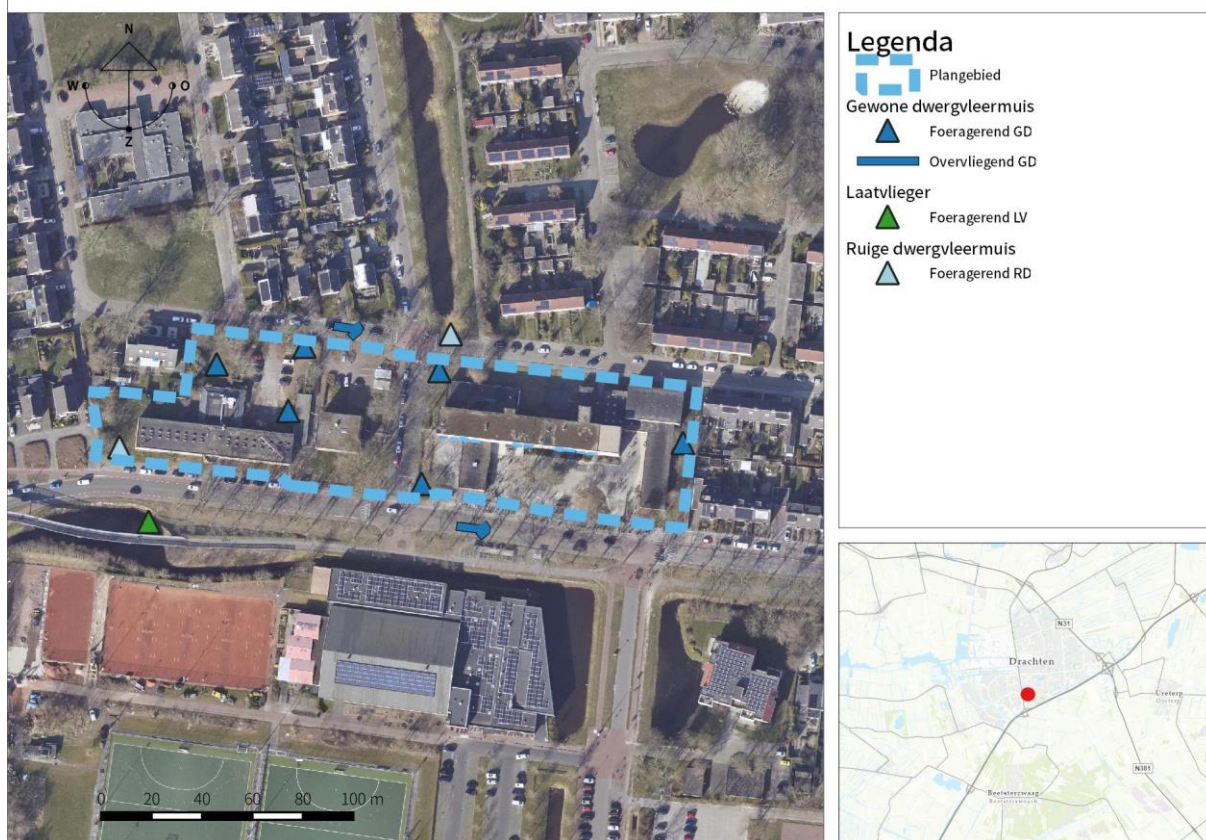 N
W O
Z
0 20 40 60 80 100 m
Legenda
Plangebied
Gewone dwergvleermuis
Foeragerend GD
Overvliegend GD
Laatvlieger
Foeragerend LV
Ruige dwergvleermuis
Foeragerend RD
N31
Drachten
Ureterp
N381
Beetsterzwaag